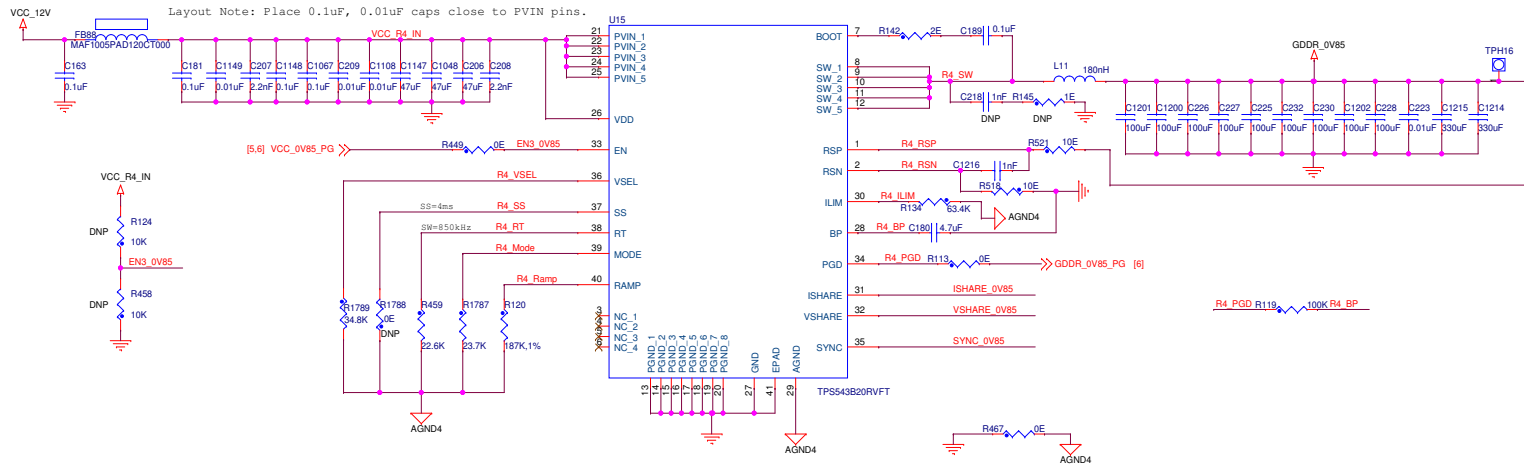 Layout Note: Place 0.1uF, 0.01uF caps close to PVIN pins.
VCC_12V
FB88
MAF1005PAD120CT000
VCC_R4_IN
C163
0.1uF
C181
0.1uF
C1149
0.01uF
C207
2.2nF
C1148
0.1uF
C1067
0.1uF
C209
0.01uF
C1108
0.01uF
C1147
47uF
C1048
47uF
C206
47uF
C208
2.2nF
[5,6] VCC_0V85_PG
R449
0E
EN3_0V85
VCC_R4_IN
R124
DNP
10K
EN3_0V85
R458
DNP
10K
R4_VSEL
SS=4ms
R4_SS
SW=850kHz
R4_RT
R4_Mode
R4_Ramp
R1789
34.8K
R1788
0E
DNP
R459
22.6K
R1787
23.7K
R120
187K,1%
AGND4
U15
21 PVIN_1
22 PVIN_2
23 PVIN_3
24 PVIN_4
25 PVIN_5
26 VDD
33 EN
36 VSEL
37 SS
38 RT
39 MODE
40 RAMP
3 NC_1
4 NC_2
5 NC_3
6 NC_4
BOOT 7
SW_1 8
SW_2 9
SW_3 10
SW_4 11
SW_5 12
RSP 1
RSN 2
ILIM 30
BP 28
PGD 34
ISHARE 31
VSHARE 32
SYNC 35
PGND_1 13
PGND_2 14
PGND_3 15
PGND_4 16
PGND_5 17
PGND_6 18
PGND_7 19
PGND_8 20
GND 27
EPAD 41
AGND 29
TPS543B20RVFT
AGND4
R142
2E
C189
0.1uF
R4_SW
L11
180nH
C218
1nF
DNP
R145
1E
GDDR_0V85
TPH16
C1201
100uF
C1200
100uF
C226
100uF
C227
100uF
C225
100uF
C232
100uF
C230
100uF
C1202
100uF
C228
100uF
C223
0.01uF
C1215
330uF
C1214
330uF
R4_RSP
R521
10E
R4_RSN
C1216
1nF
R518
10E
R4_ILIM
R134
63.4K
AGND4
R4_BP
C180
4.7uF
R4_PGD
R113
0E
GDDR_0V85_PG [6]
ISHARE_0V85
VSHARE_0V85
SYNC_0V85
R4_PGD
R119
100K
R4_BP
R467
0E
AGND4